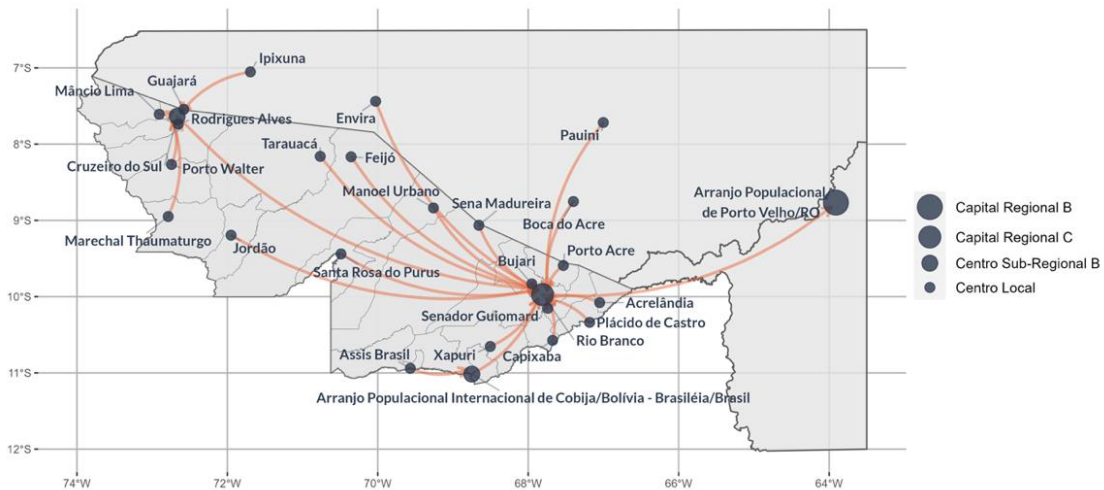 7°S
8°S
9°S
10°S
11°S
12°S
Ipixuna
Guajará
Mâncio Lima
Rodrigues Alves
Envira
Pauini
Tarauacá
Feijó
Cruzeiro do Sul
Porto Walter
Manoel Urbano
Sena Madureira
Arranjo Populacional
de Porto Velho/RO
Boca do Acre
Marechal Thaumaturgo
Jordão
Porto Acre
Bujari
Santa Rosa do Purus
Acrelândia
Senador Guiomard
Plácido de Castro
Rio Branco
Assis Brasil
Xapuri
Capixaba
Arranjo Populacional Internacional de Cobija/Bolívia - Brasiléia/Brasil
74°W
72°W
70°W
68°W
66°W
64°W
Capital Regional B
Capital Regional C
Centro Sub-Regional B
Centro Local